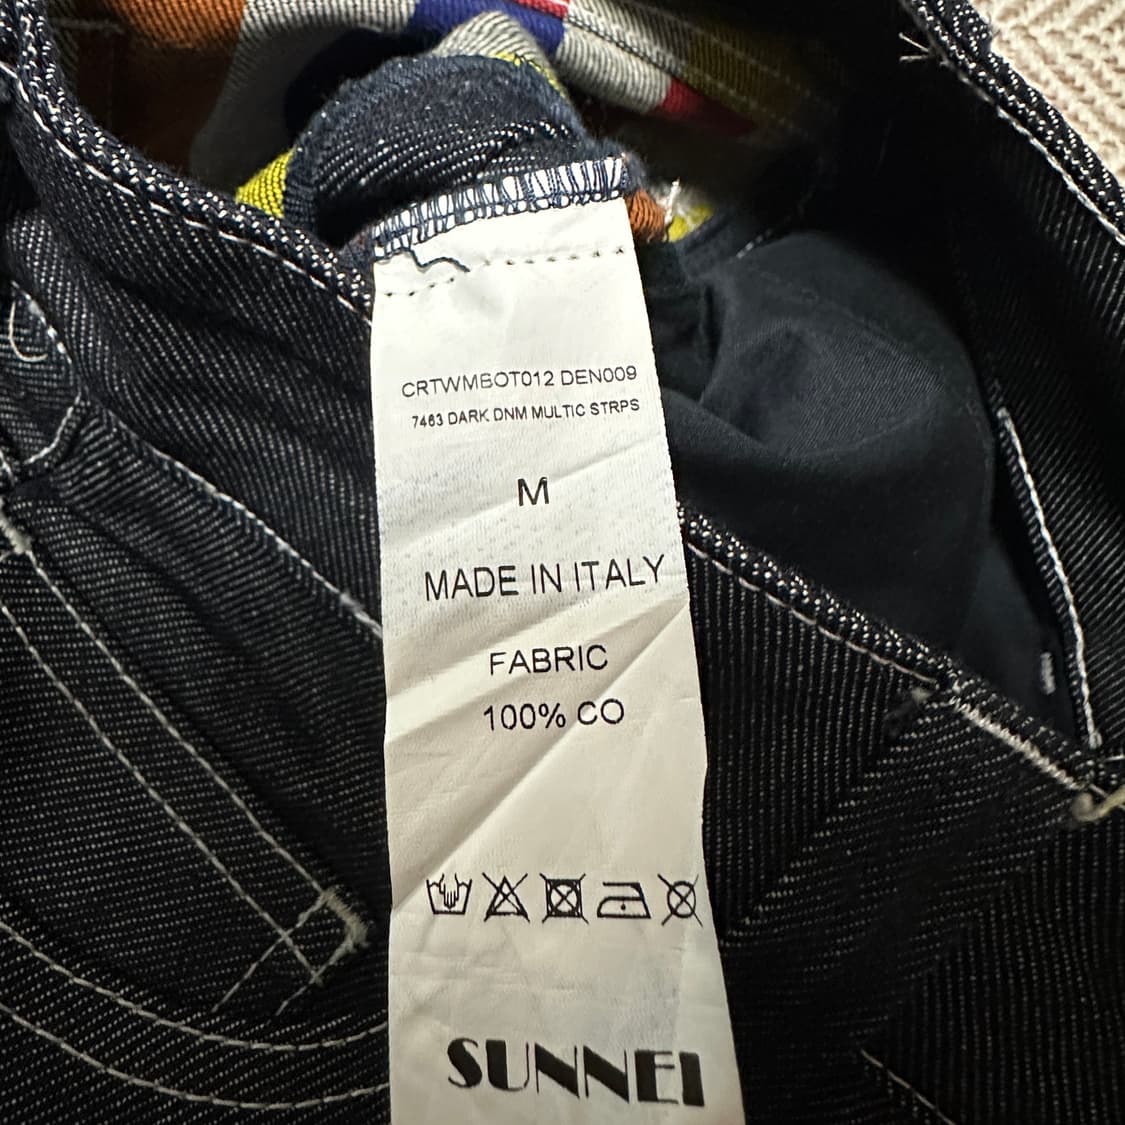 CRTWMBOT012 DEN009
7463 DARK DNM MULTIC STRPS
M
MADE IN ITALY
FABRIC
100% CO
SUNNEI